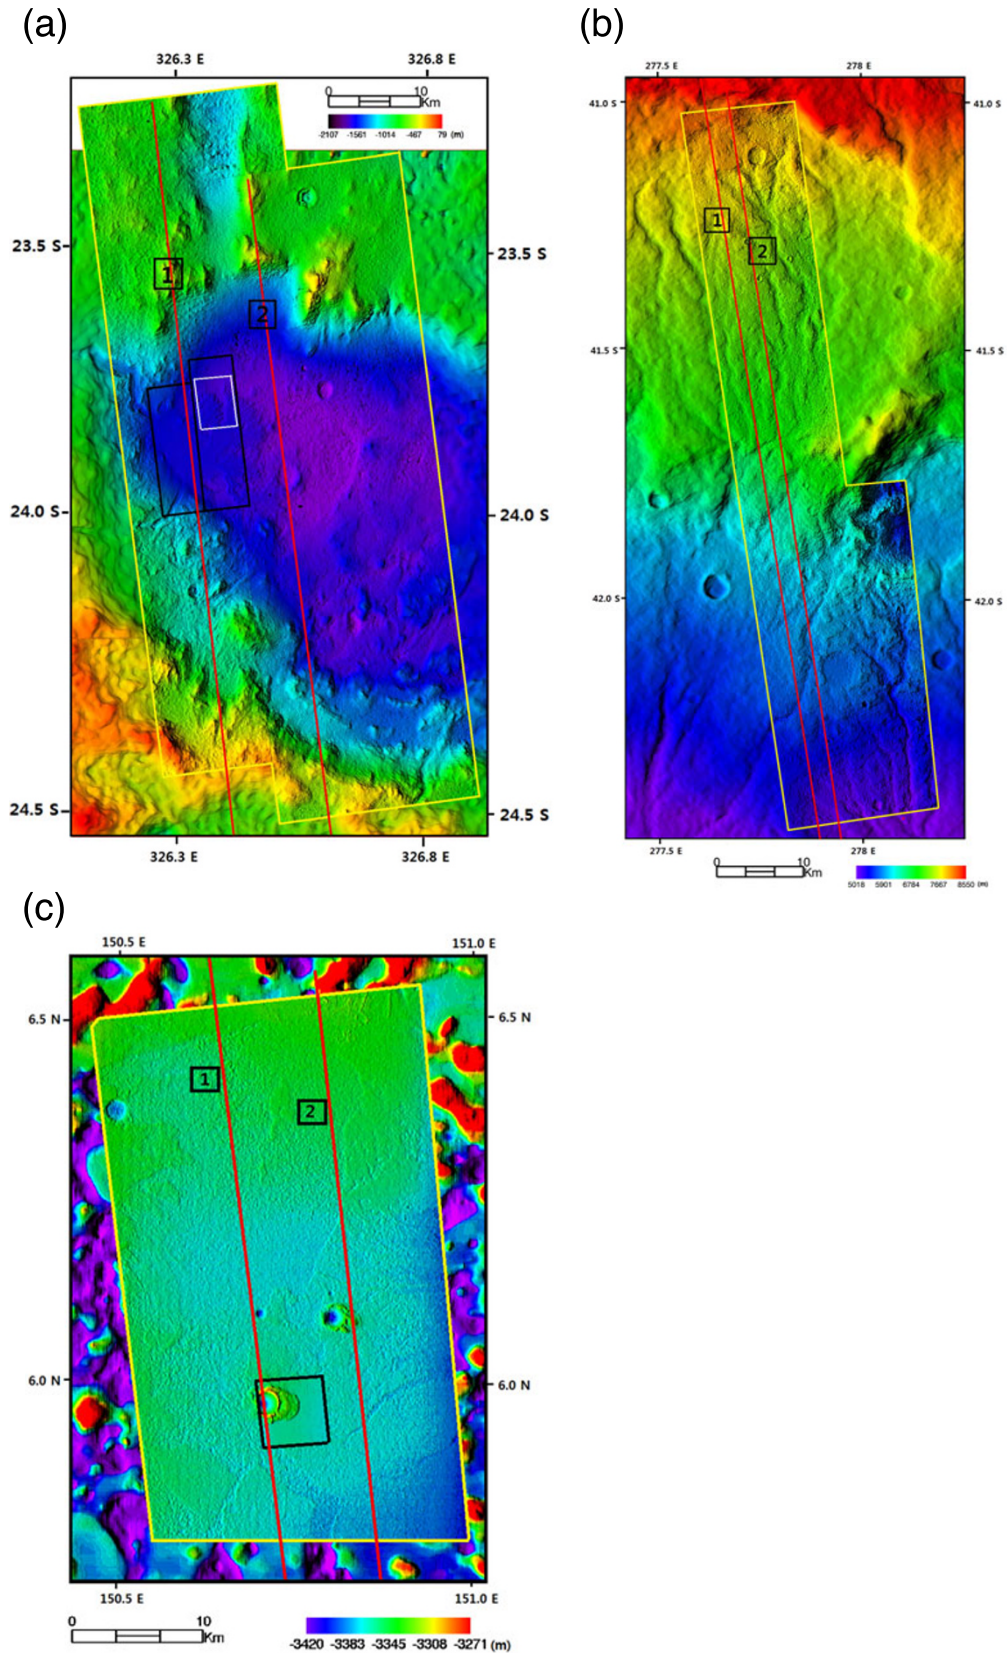 (a)
326.3 E 326.8 E
0 10
Km
-2107 -1561 -1014 -467 79 (m)
23.5 S 23.5 S
1
2
24.0 S 24.0 S
24.5 S 24.5 S
326.3 E 326.8 E
(b)
277.5 E 278 E
41.0 S 41.0 S
1
2
41.5 S 41.5 S
42.0 S 42.0 S
277.5 E 278 E
0 10
Km
5018 5901 6784 7667 8550 (m)
(c)
150.5 E 151.0 E
6.5 N 6.5 N
1
2
6.0 N 6.0 N
150.5 E 151.0 E
0 10
Km
-3420 -3383 -3345 -3308 -3271 (m)